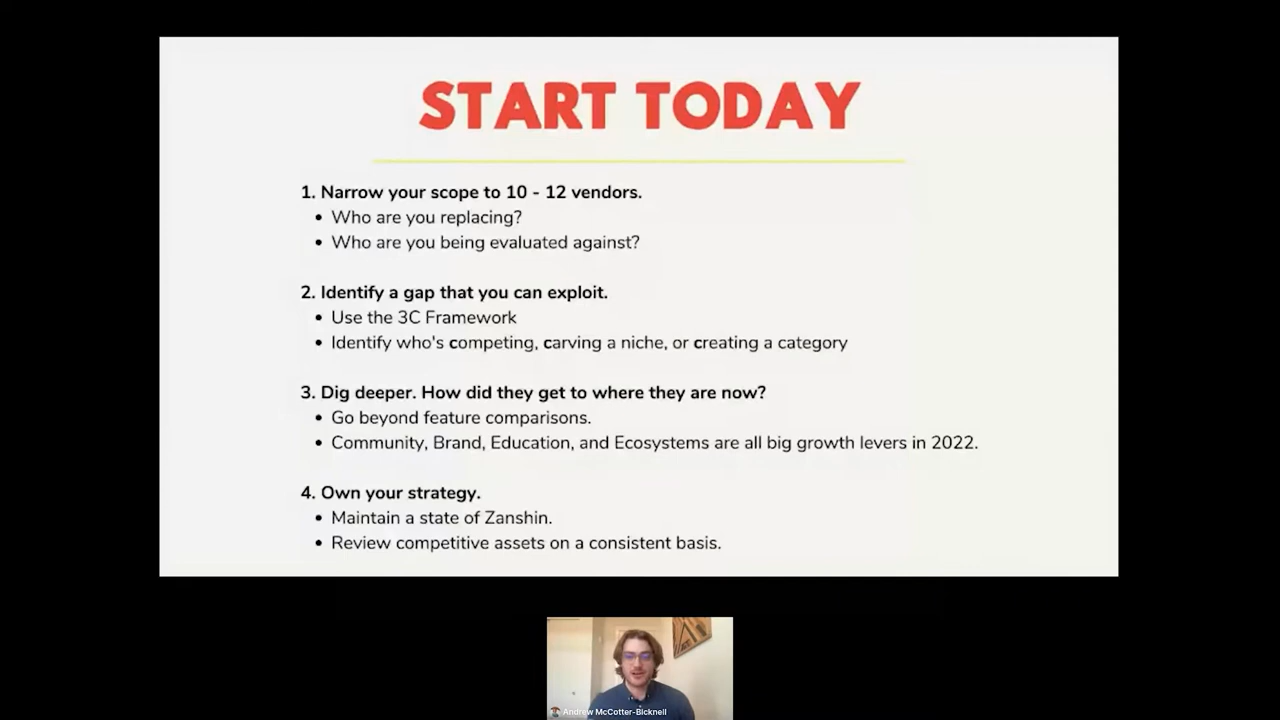 START TODAY
1. Narrow your scope to 10 - 12 vendors.
• Who are you replacing?
• Who are you being evaluated against?
2. Identify a gap that you can exploit.
• Use the 3C Framework
• Identify who's competing, carving a niche, or creating a category
3. Dig deeper. How did they get to where they are now?
• Go beyond feature comparisons.
• Community, Brand, Education, and Ecosystems are all big growth levers in 2022.
4. Own your strategy.
• Maintain a state of Zanshin.
• Review competitive assets on a consistent basis.
Andrew McCotter-Bicknell